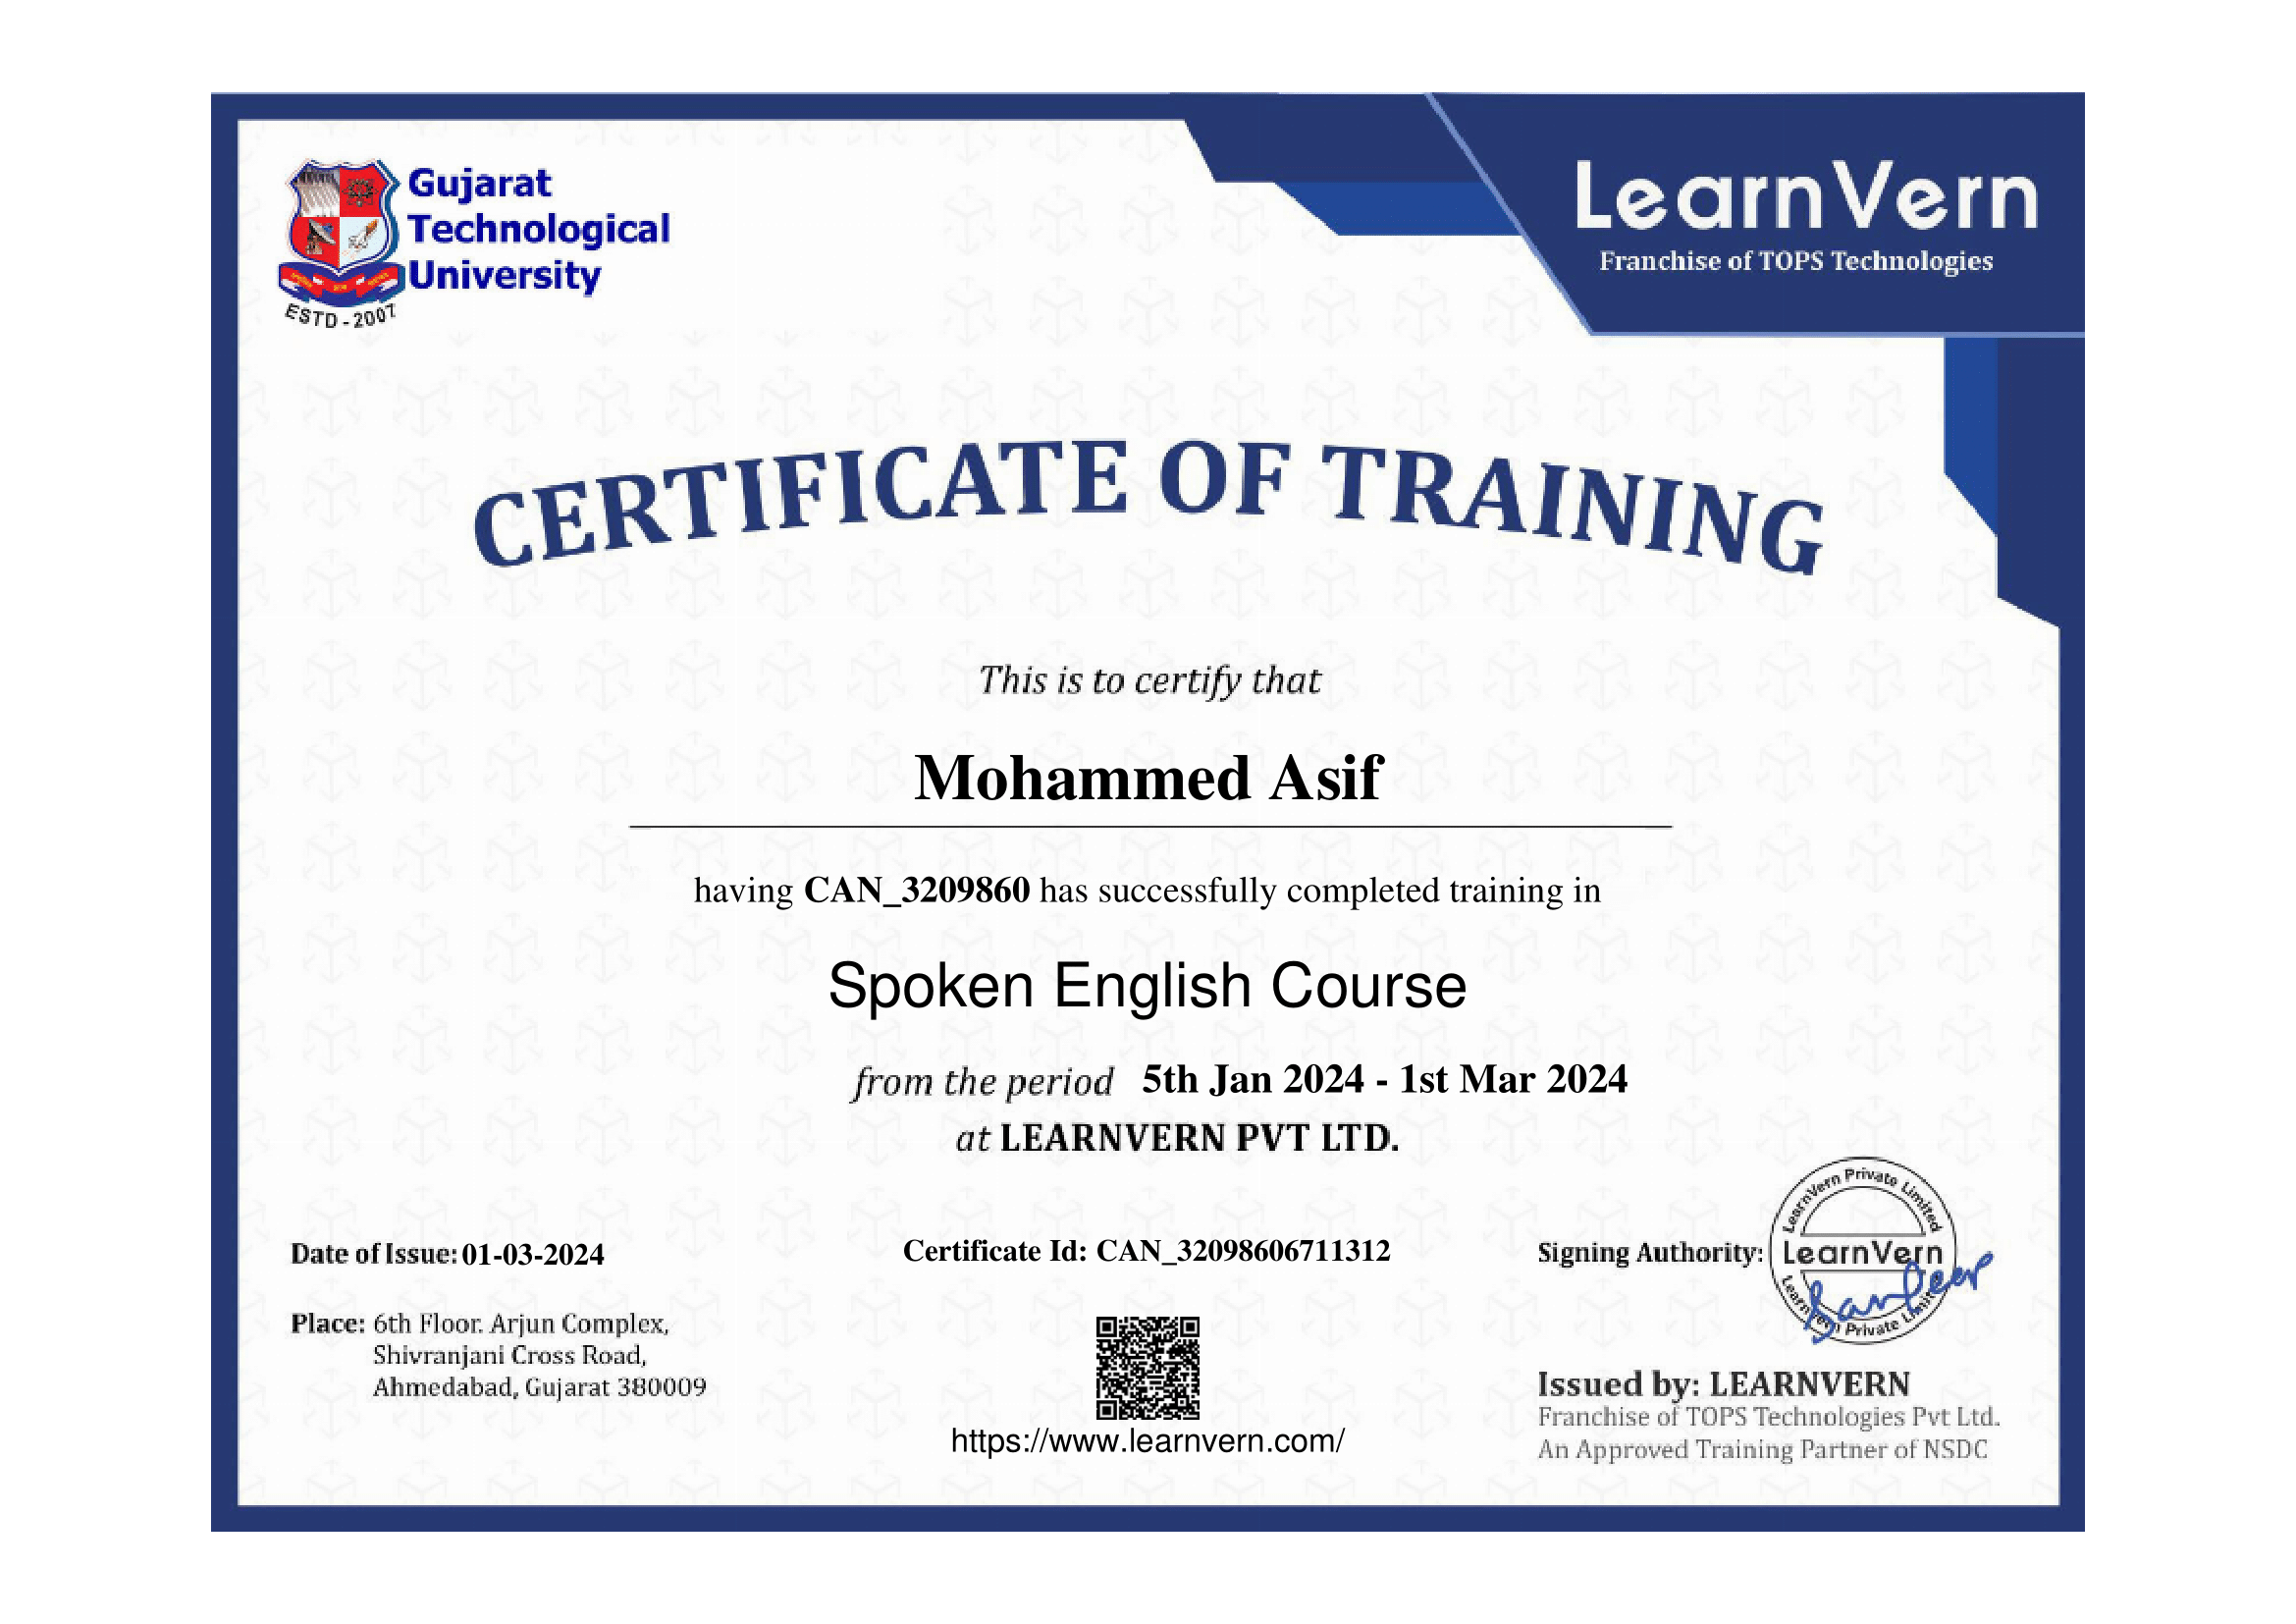 Gujarat
Technological
University
ESTD - 2007
LearnVern
Franchise of TOPS Technologies
CERTIFICATE OF TRAINING
This is to certify that
Mohammed Asif
having CAN_3209860 has successfully completed training in
Spoken English Course
from the period 5th Jan 2024 - 1st Mar 2024
at LEARNVERN PVT LTD.
Date of Issue: 01-03-2024
Place: 6th Floor. Arjun Complex,
Shivranjani Cross Road,
Ahmedabad, Gujarat 380009
Certificate Id: CAN_32098606711312
https://www.learnvern.com/
Signing Authority:
LearnVern Private Limited
LearnVern
LearnVern Private Limited
Issued by: LEARNVERN
Franchise of TOPS Technologies Pvt Ltd.
An Approved Training Partner of NSDC